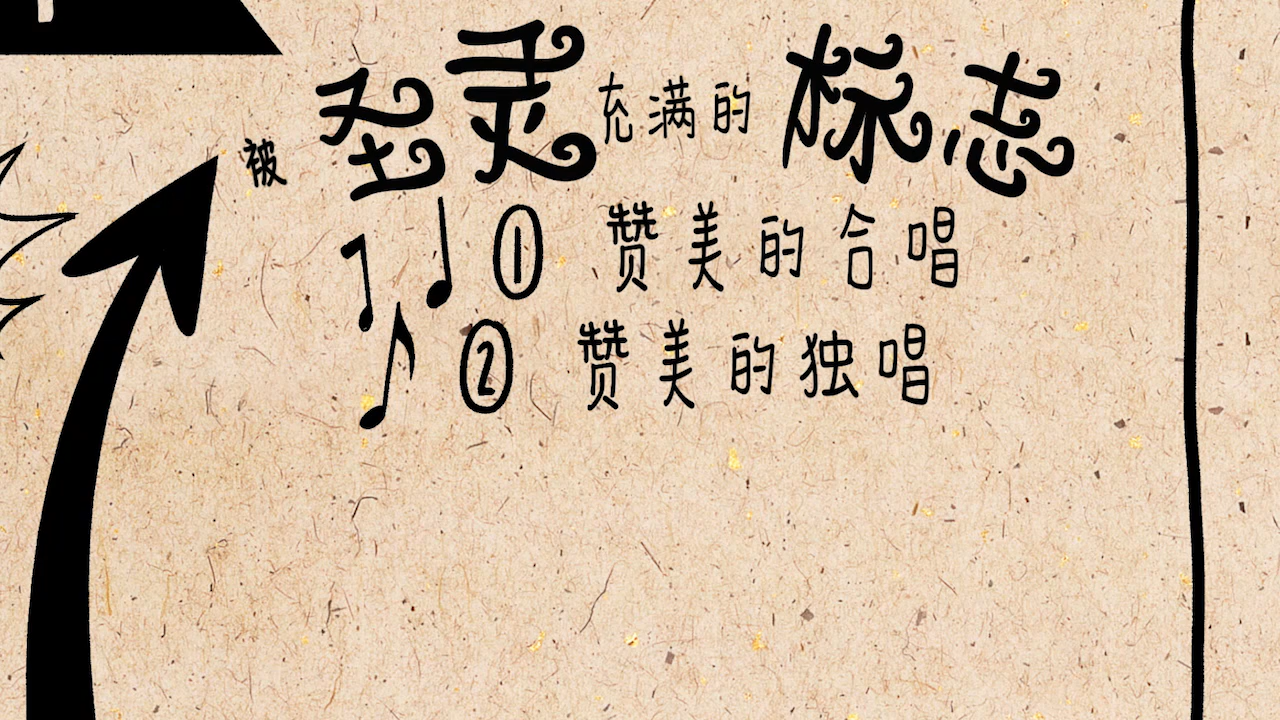 被圣灵充满的标志
① 赞美的合唱
② 赞美的独唱